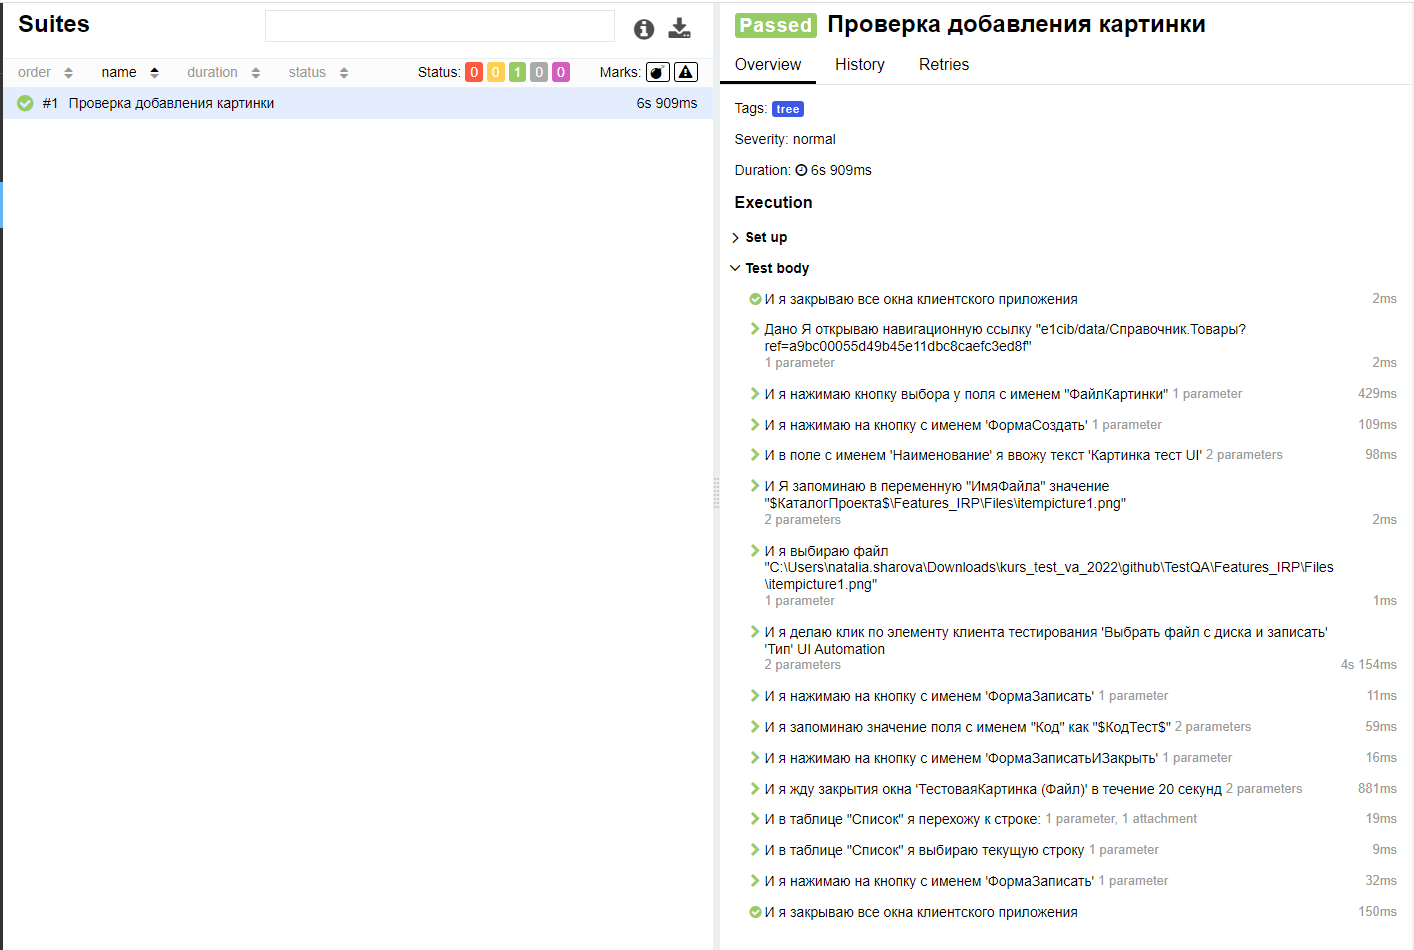 Suites
order name duration status Status: 0 0 1 0 0 Marks:
#1 Проверка добавления картинки 6s 909ms
Passed Проверка добавления картинки
Overview History Retries
Tags: tree
Severity: normal
Duration: 6s 909ms
Execution
Set up
Test body
И я закрываю все окна клиентского приложения 2ms
Дано Я открываю навигационную ссылку "e1cib/data/Справочник.Товары?
ref=a9bc00055d49b45e11dbc8caefc3ed8f"
1 parameter 2ms
И я нажимаю кнопку выбора у поля с именем "ФайлКартинки" 1 parameter 429ms
И я нажимаю на кнопку с именем 'ФормаСоздать' 1 parameter 109ms
И в поле с именем 'Наименование' я ввожу текст 'Картинка тест UI' 2 parameters 98ms
И Я запоминаю в переменную "ИмяФайла" значение
"$КаталогПроекта$\Features_IRP\Files\itempicture1.png"
2 parameters 2ms
И я выбираю файл
"C:\Users\natalia.sharova\Downloads\kurs_test_va_2022\github\TestQA\Features_IRP\Files
\itempicture1.png"
1 parameter 1ms
И я делаю клик по элементу клиента тестирования 'Выбрать файл с диска и записать'
'Тип' UI Automation
2 parameters 4s 154ms
И я нажимаю на кнопку с именем 'ФормаЗаписать' 1 parameter 11ms
И я запоминаю значение поля с именем "Код" как "$КодТест$" 2 parameters 59ms
И я нажимаю на кнопку с именем 'ФормаЗаписатьИЗакрыть' 1 parameter 16ms
И я жду закрытия окна 'ТестоваяКартинка (Файл)' в течение 20 секунд 2 parameters 881ms
И в таблице "Список" я перехожу к строке: 1 parameter, 1 attachment 19ms
И в таблице "Список" я выбираю текущую строку 1 parameter 9ms
И я нажимаю на кнопку с именем 'ФормаЗаписать' 1 parameter 32ms
И я закрываю все окна клиентского приложения 150ms